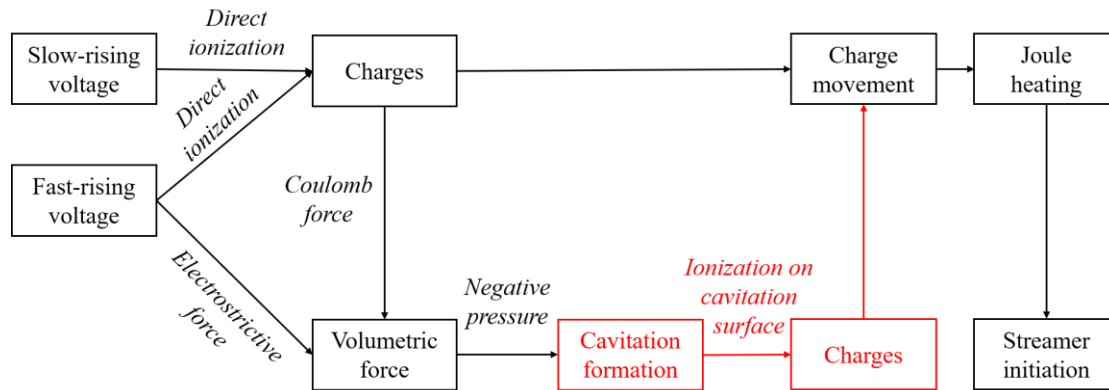 Slow-rising
voltage
Direct
ionization
Charges
Charge
movement
Joule
heating
Direct
ionization
Fast-rising
voltage
Coulomb
force
Electrostrictive
force
Volumetric
force
Negative
pressure
Cavitation
formation
Ionization on
cavitation
surface
Charges
Streamer
initiation